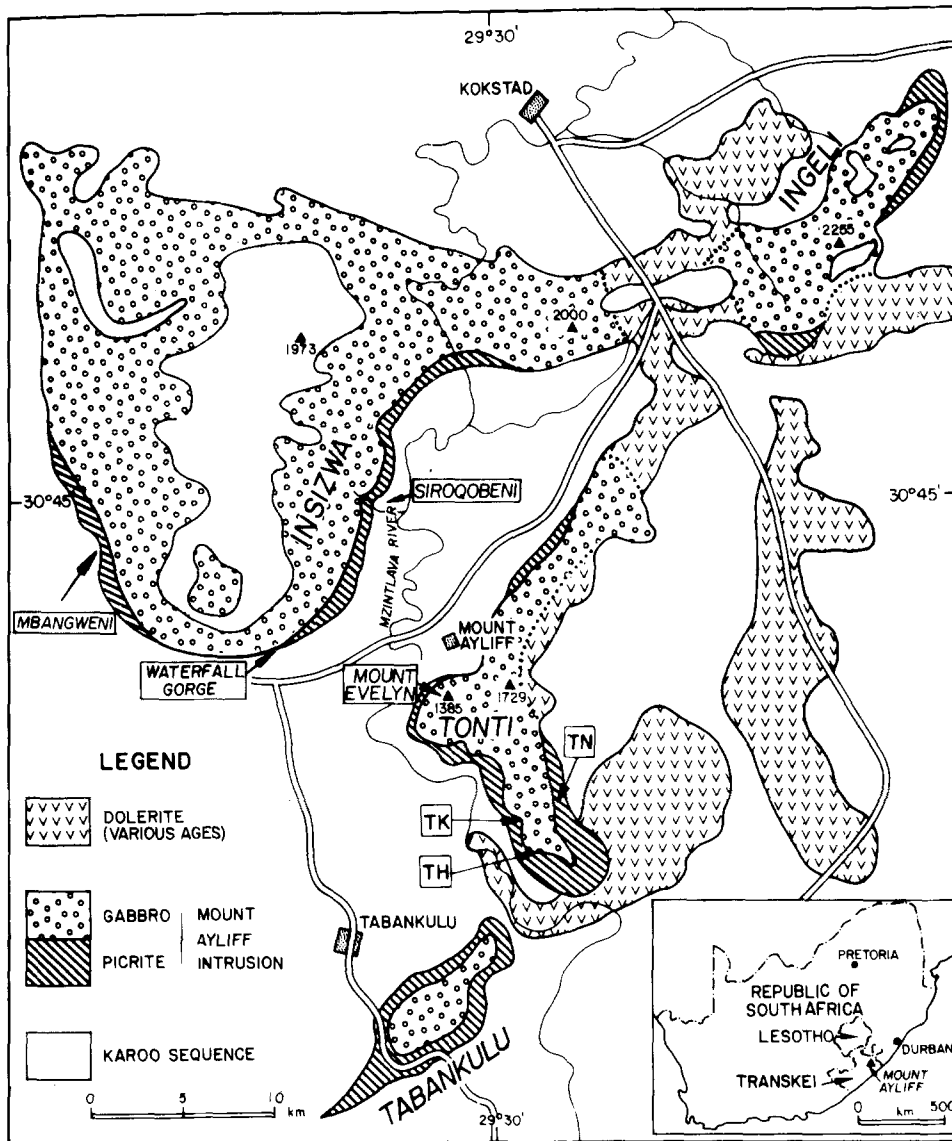 29°30'
KOKSTAD
INGELI
2255
2000
1973
INSIZWA
SIROQOBENI
30°45'
30°45'
MZINTLAVA RIVER
MBANGWENI
WATERFALL
GORGE
MOUNT
AYLIFF
MOUNT
EVELYN
1385
1729
TONTI
TN
TK
TH
LEGEND
DOLERITE
(VARIOUS AGES)
GABBRO
PICRITE
MOUNT
AYLIFF
INTRUSION
KAROO SEQUENCE
0 5 10
km
TABANKULU
TABANKULU
29°30'
PRETORIA
REPUBLIC OF
SOUTH AFRICA
LESOTHO
DURBAN
TRANSKEI
MOUNT
AYLIFF
0 500
km